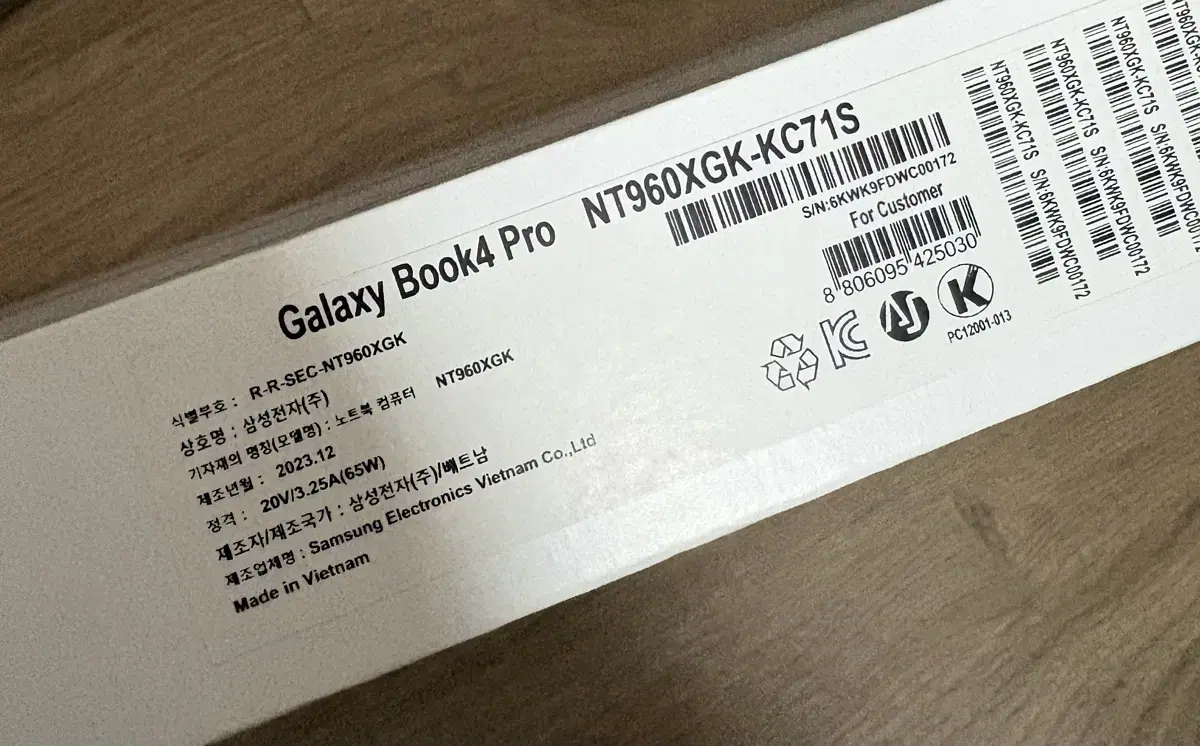 Galaxy Book4 Pro NT960XGK-KC71S
S/N:6KWK9FDWC00172
For Customer
8 806095 425030
PC12001-013
식별부호 : R-R-SEC-NT960XGK
상호명 : 삼성전자(주)
기자재의 명칭(모델명) : 노트북 컴퓨터 NT960XGK
제조년월 : 2023.12
정격 : 20V/3.25A(65W)
제조자/제조국가 : 삼성전자(주)/베트남
제조업체명 : Samsung Electronics Vietnam Co.,Ltd
Made in Vietnam
NT960XGK-KC71S S/N:6KWK9FDWC00172
NT960XGK-KC71S S/N:6KWK9FDWC00172
NT960XGK-KC71S S/N:6KWK9FDWC00172